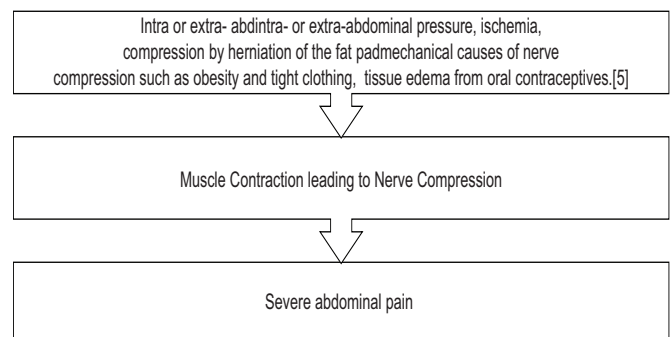 Intra or extra- abdintra- or extra-abdominal pressure, ischemia,
compression by herniation of the fat padmechanical causes of nerve
compression such as obesity and tight clothing, tissue edema from oral contraceptives.[5]
Muscle Contraction leading to Nerve Compression
Severe abdominal pain